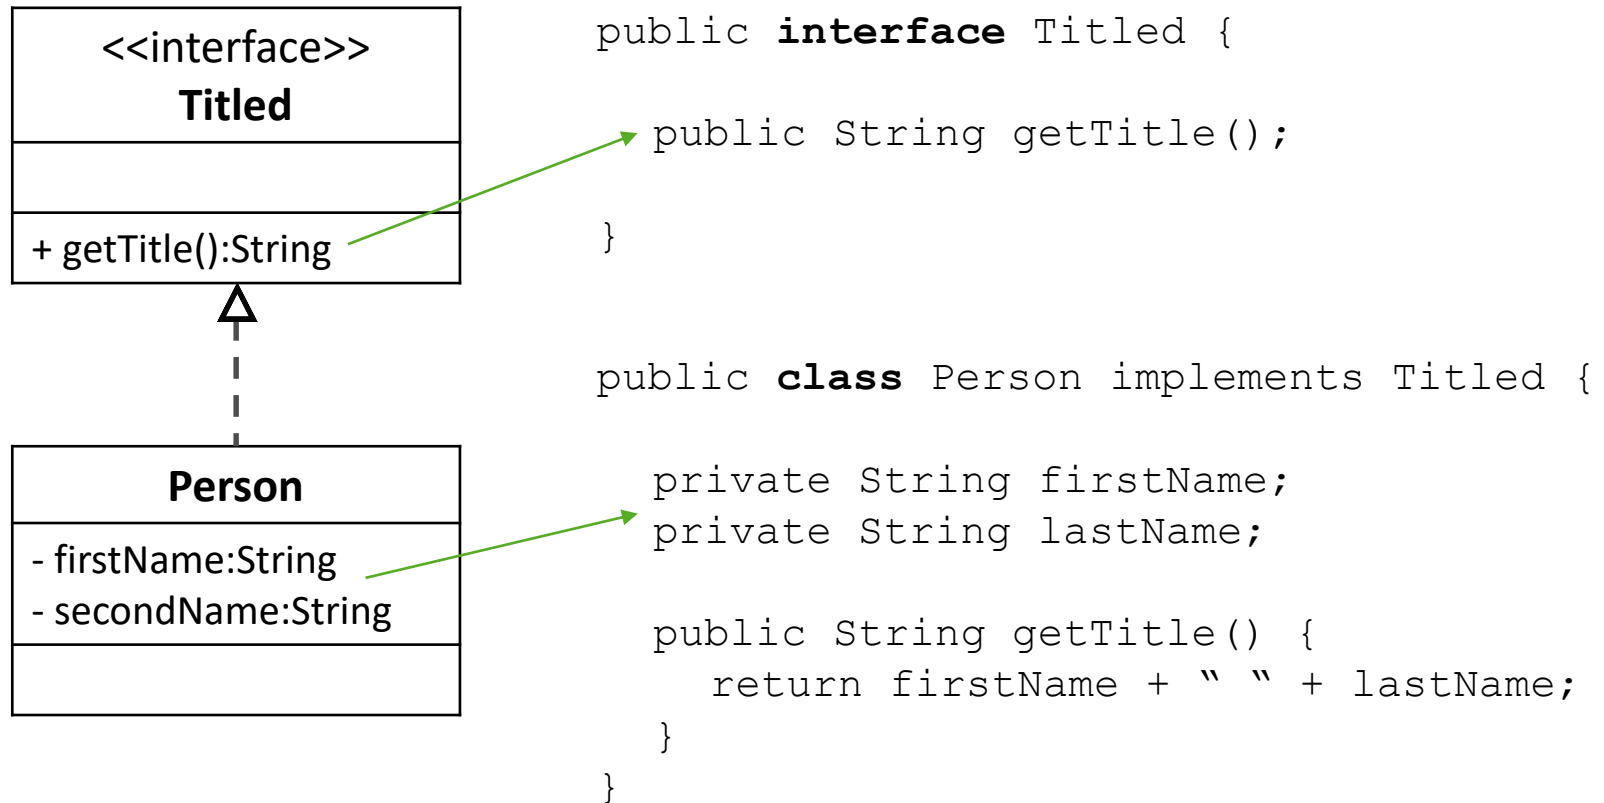 <<interface>>
Titled
+ getTitle():String
Person
- firstName:String
- secondName:String
public interface Titled {
public String getTitle();
}
public class Person implements Titled {
private String firstName;
private String lastName;
public String getTitle() {
return firstName + “ “ + lastName;
}
}